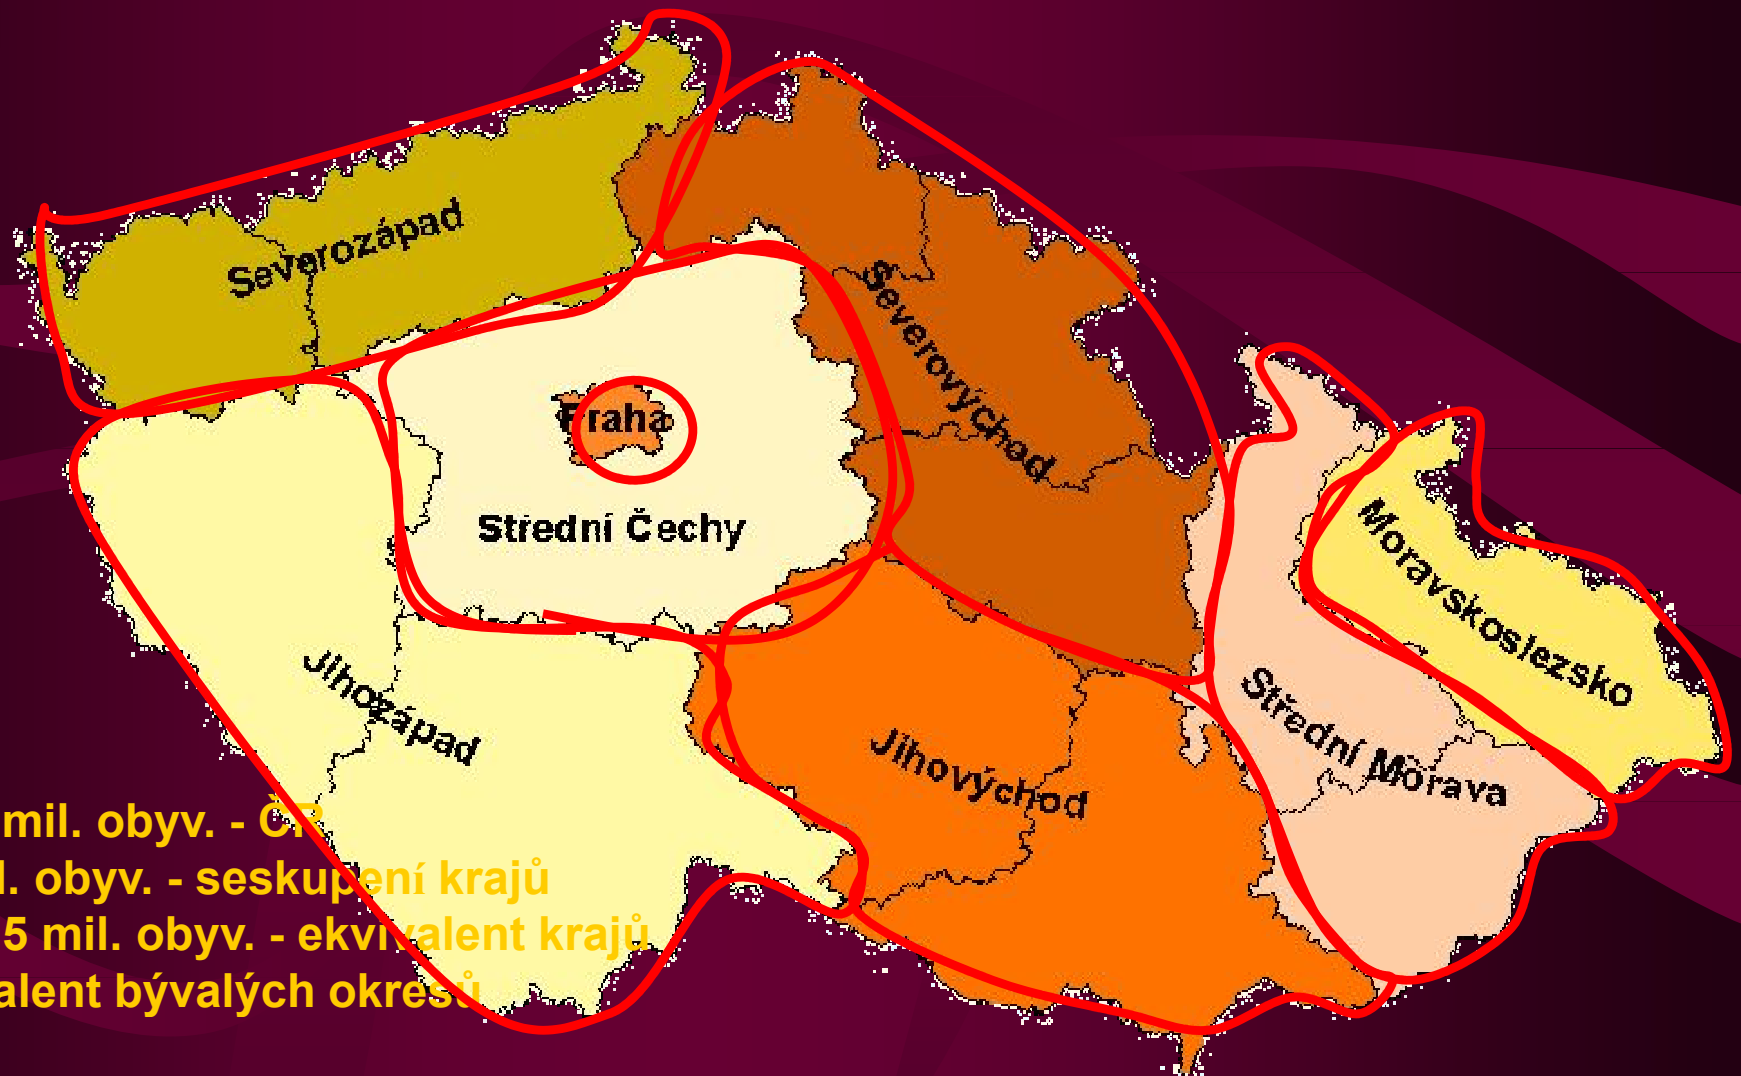 Severozápad
Severovýchod
Praha
Střední Čechy
Moravskoslezsko
Jihozápad
Střední Morava
Jihovýchod
mil. obyv. - ČR
l. obyv. - seskupení krajů
5 mil. obyv. - ekvivalent krajů
alent bývalých okresů